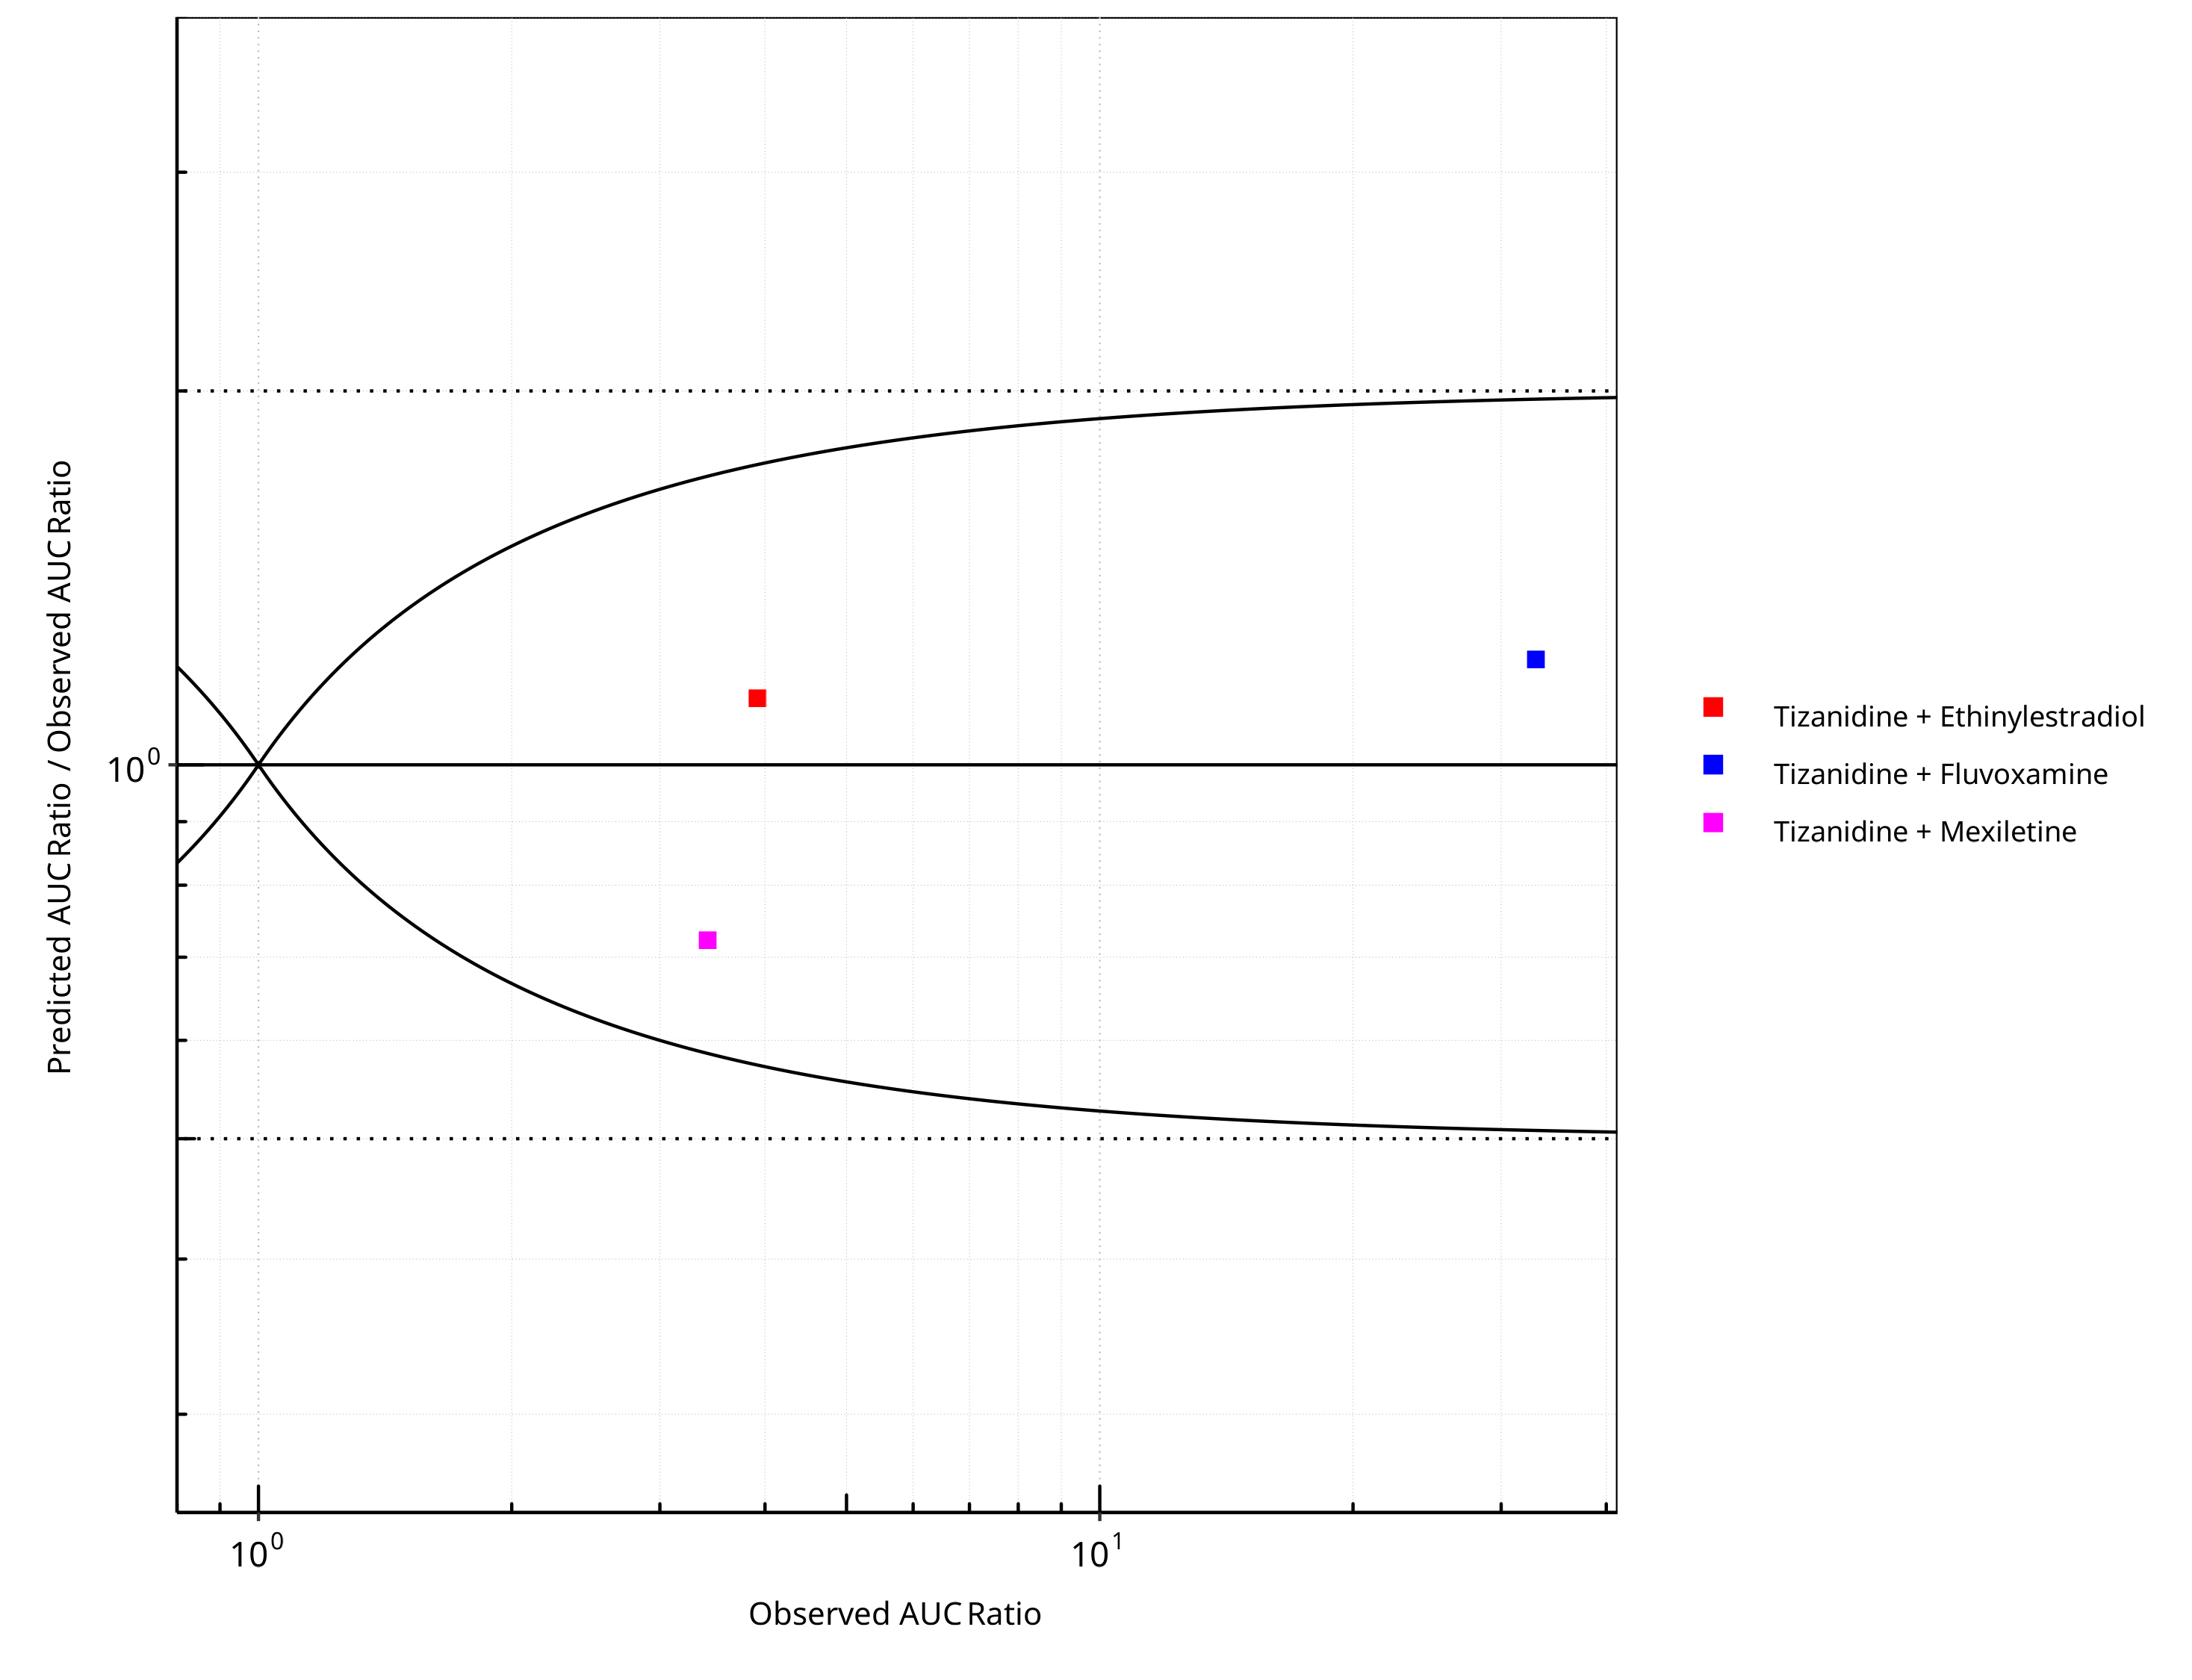 Predicted AUC Ratio / Observed AUC Ratio
10^0
10^0
10^1
Observed AUC Ratio
Tizanidine + Ethinylestradiol
Tizanidine + Fluvoxamine
Tizanidine + Mexiletine